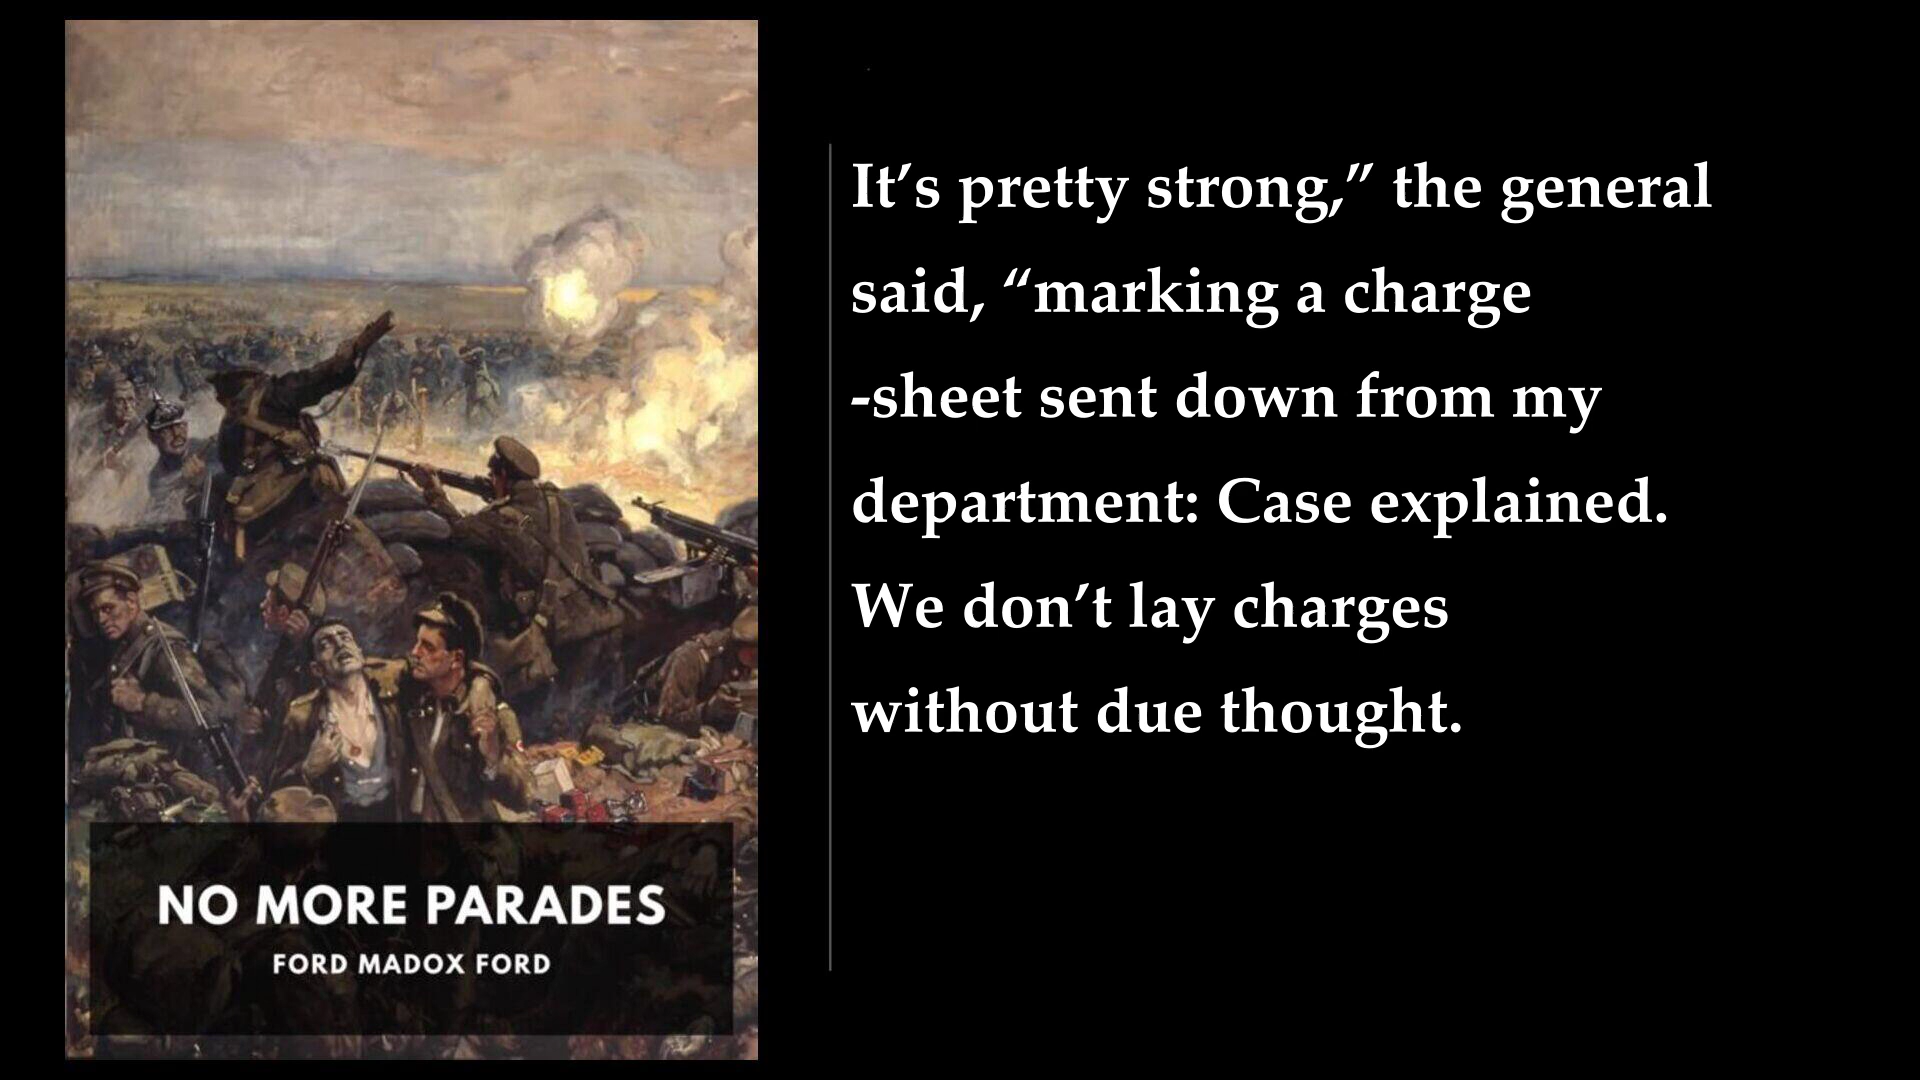 It’s pretty strong,” the general
said, “marking a charge
-sheet sent down from my
department: Case explained.
We don’t lay charges
without due thought.
NO MORE PARADES
FORD MADOX FORD